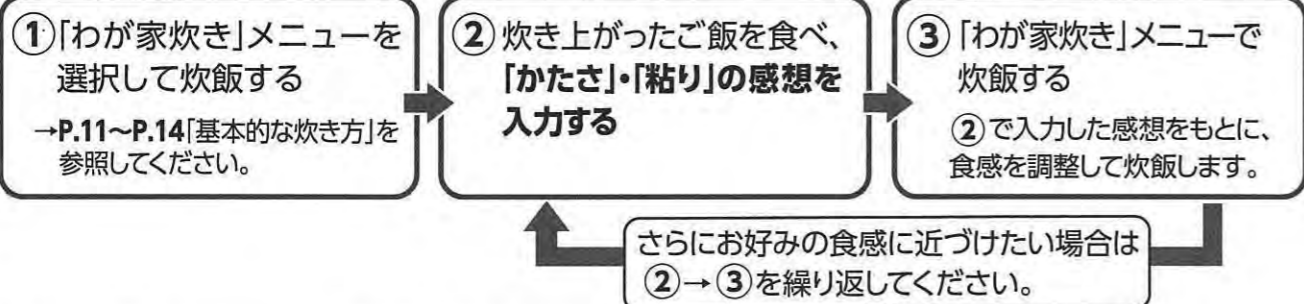 ①「わが家炊き」メニューを
選択して炊飯する
→P.11~P.14「基本的な炊き方」を
参照してください。
②炊き上がったご飯を食べ、
「かたさ」・「粘り」の感想を
入力する
③「わが家炊き」メニューで
炊飯する
②で入力した感想をもとに、
食感を調整して炊飯します。
さらにお好みの食感に近づけたい場合は
②→③を繰り返してください。